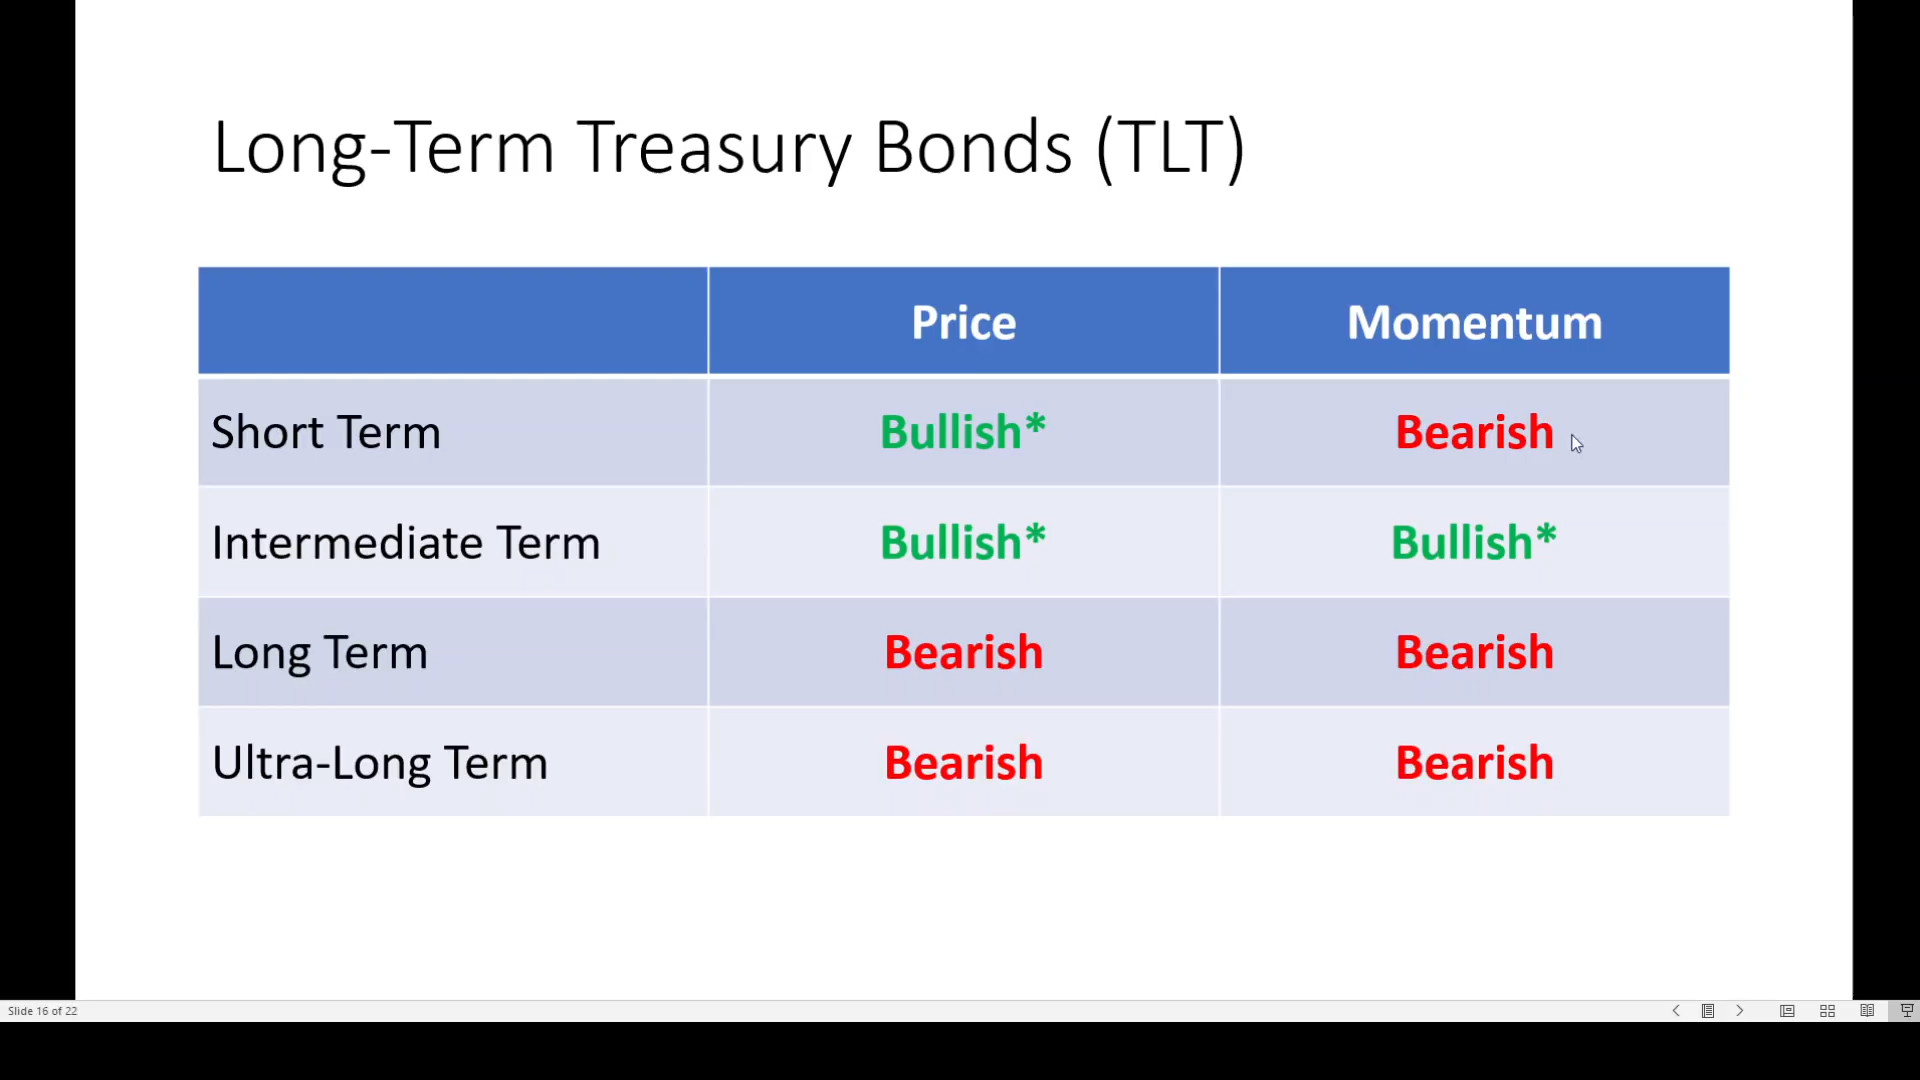 Long-Term Treasury Bonds (TLT)
Price Momentum
Short Term Bullish* Bearish
Intermediate Term Bullish* Bullish*
Long Term Bearish Bearish
Ultra-Long Term Bearish Bearish
Slide 16 of 22